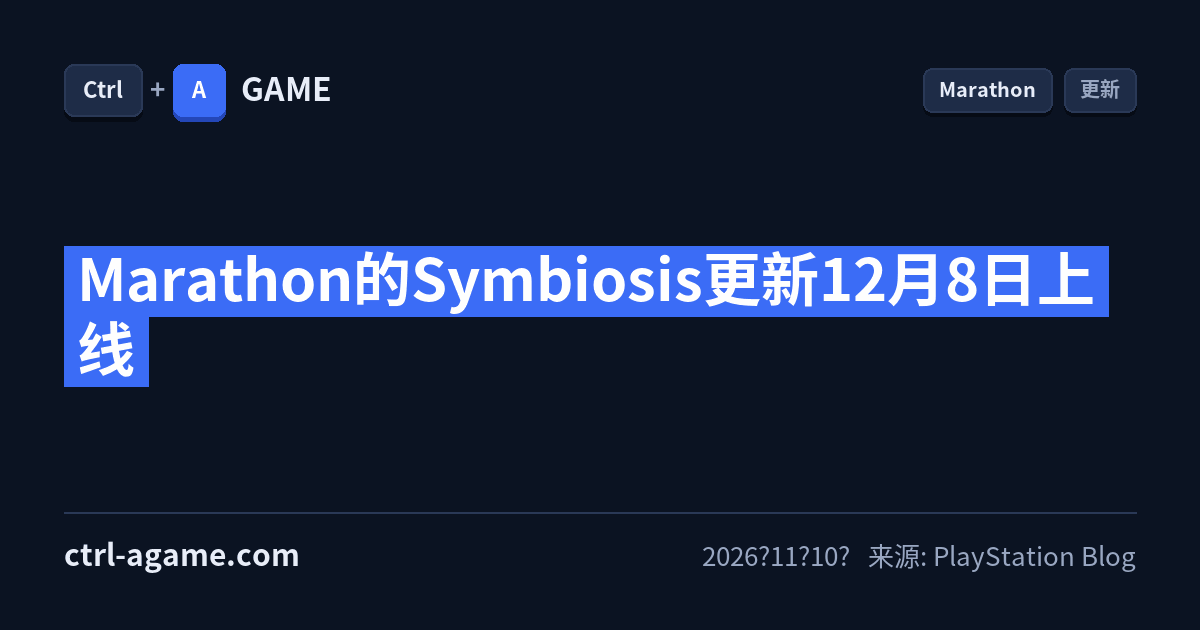 Ctrl + A GAME
Marathon 更新
Marathon的Symbiosis更新12月8日上
线
ctrl-agame.com
2026?11?10? 来源: PlayStation Blog